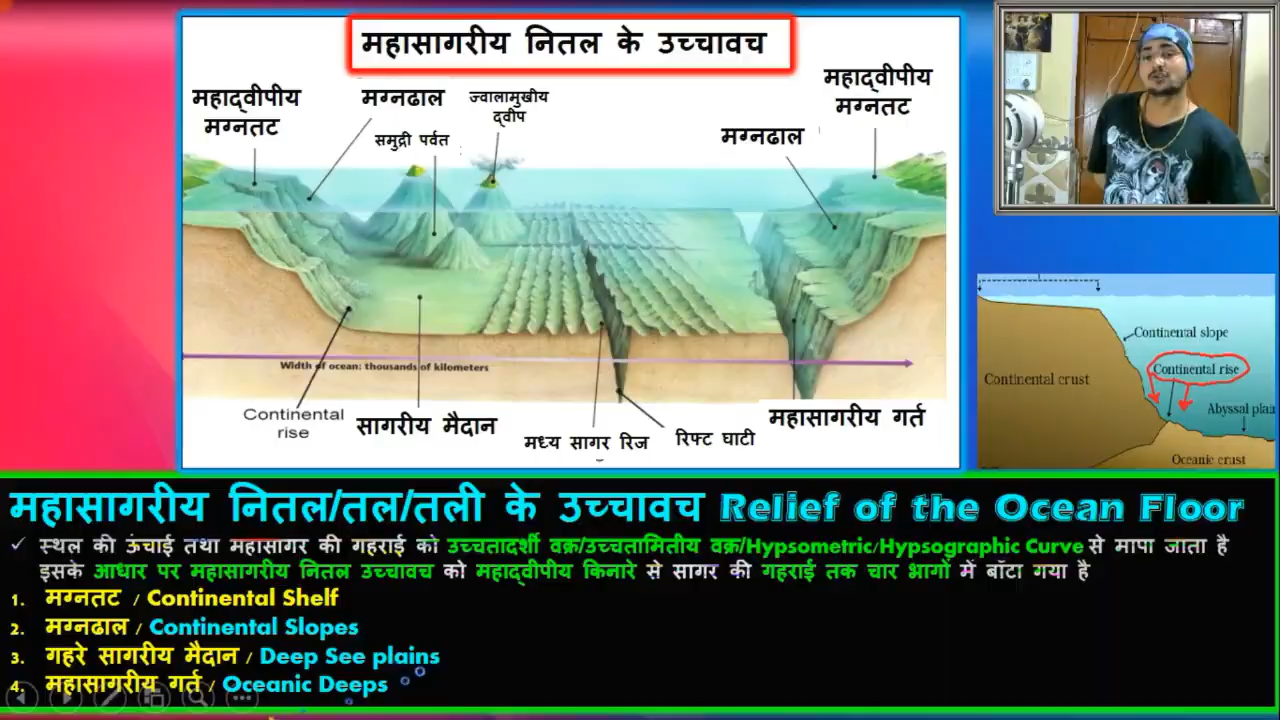 महासागरीय नितल के उच्चावच
महाद्वीपीय
मग्नतट
मग्नढाल
समुद्री पर्वत
ज्वालामुखीय
द्वीप
मग्नढाल
महाद्वीपीय
मग्नतट
Width of ocean: thousands of kilometers
Continental
rise
सागरीय मैदान
मध्य सागर रिज
रिफ्ट घाटी
महासागरीय गर्त
Continental slope
Continental rise
Continental crust
Abyssal plai
Oceanic crust
महासागरीय नितल/तल/तली के उच्चावच Relief of the Ocean Floor
✓ स्थल की ऊंचाई तथा महासागर की गहराई को उच्चतादर्शी वक्र/उच्चतामितीय वक्र/Hypsometric/Hypsographic Curve से मापा जाता है
इसके आधार पर महासागरीय नितल उच्चावच को महाद्वीपीय किनारे से सागर की गहराई तक चार भागों में बाँटा गया है
1. मग्नतट / Continental Shelf
2. मग्नढाल / Continental Slopes
3. गहरे सागरीय मैदान / Deep See plains
4. महासागरीय गर्त / Oceanic Deeps